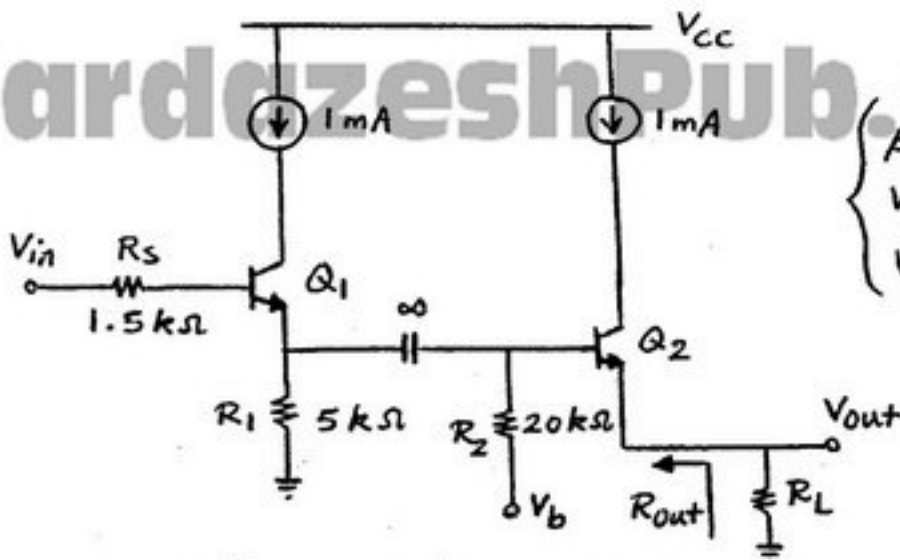 ardazeshPub.
Vcc
1mA
1mA
Vin
Rs
1.5kΩ
Q1
∞
Q2
R1
5kΩ
R2
20kΩ
Vout
Vb
Rout
RL